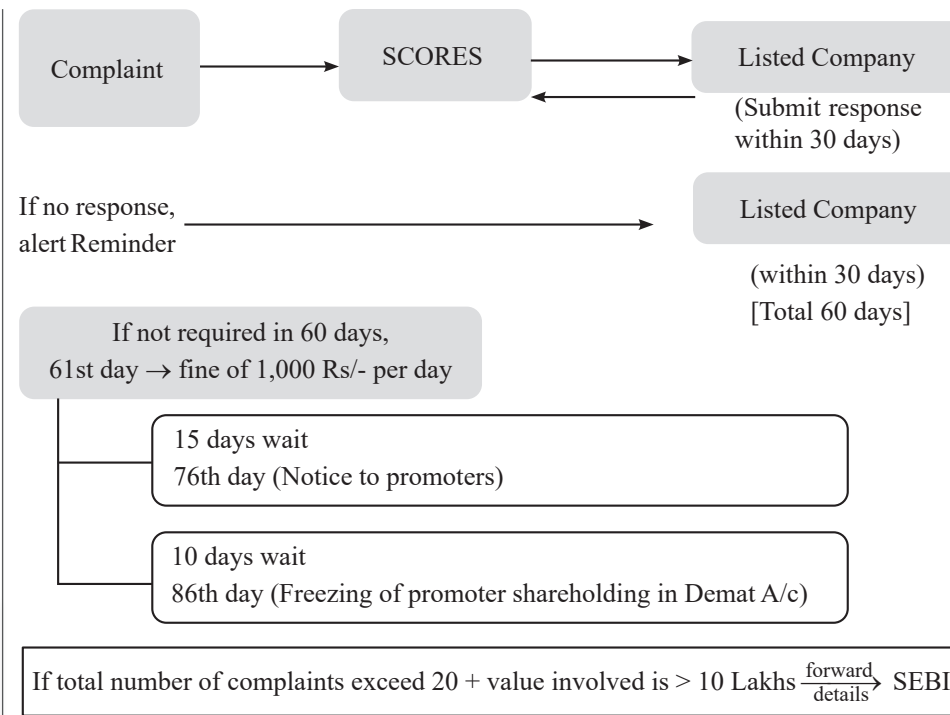 Complaint
SCORES
Listed Company
(Submit response
within 30 days)
If no response,
alert Reminder
Listed Company
(within 30 days)
[Total 60 days]
If not required in 60 days,
61st day → fine of 1,000 Rs/- per day
15 days wait
76th day (Notice to promoters)
10 days wait
86th day (Freezing of promoter shareholding in Demat A/c)
If total number of complaints exceed 20 + value involved is > 10 Lakhs forward details → SEBI